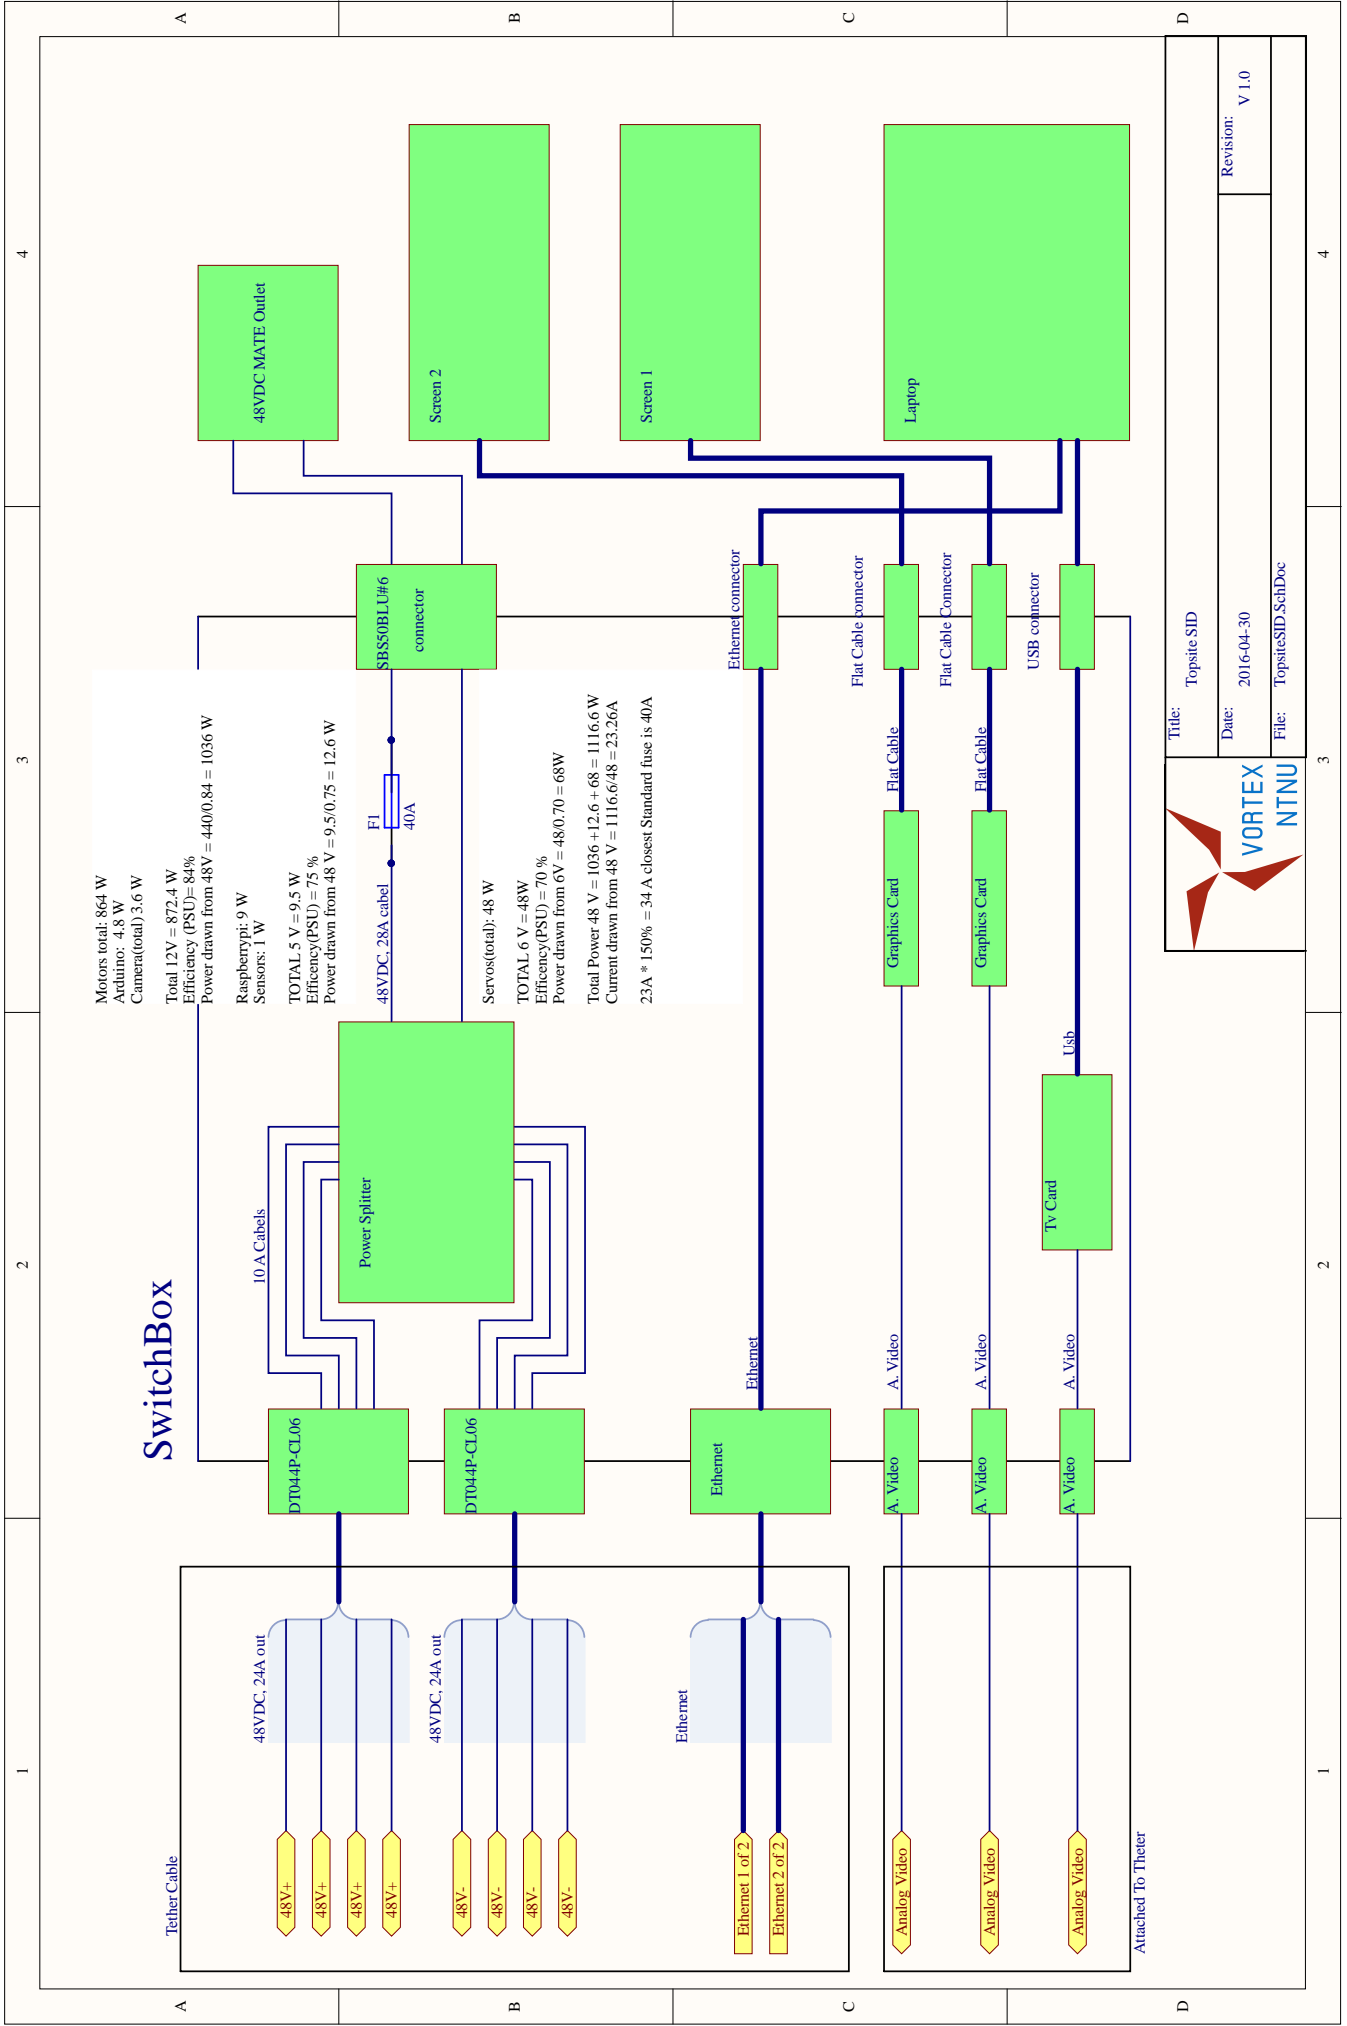 1
2
3
4
A
B
C
D
SwitchBox
Motors total: 864 W
Arduino: 4.8 W
Camera(total) 3.6 W
Total 12V = 872.4 W
Efficiency (PSU)= 84%
Power drawn from 48V = 440/0.84 = 1036 W
Raspberrypi: 9 W
Sensors: 1 W
TOTAL 5 V = 9.5 W
Efficency(PSU) = 75 %
Power drawn from 48 V = 9.5/0.75 = 12.6 W
48VDC, 28A cabel
F1
40A
Servos(total): 48 W
TOTAL 6 V = 48W
Efficency(PSU) = 70 %
Power drawn from 6V = 48/0.70 = 68W
Total Power 48 V = 1036 +12.6 + 68 = 1116.6 W
Current drawn from 48 V = 1116.6/48 = 23.26A
23A * 150% = 34 A closest Standard fuse is 40A
Tether Cable
48VDC, 24A out
48V+
48V+
48V+
48V+
48VDC, 24A out
48V-
48V-
48V-
48V-
Ethernet
Ethernet 1 of 2
Ethernet 2 of 2
Analog Video
Analog Video
Analog Video
Attached To Theter
DT044P-CL06
DT044P-CL06
Ethernet
A. Video
A. Video
A. Video
10 A Cabels
Power Splitter
Ethernet
A. Video
A. Video
A. Video
Tv Card
Usb
Graphics Card
Graphics Card
Flat Cable
Flat Cable
SBS50BLU#6
connector
Ethernet connector
Flat Cable connector
Flat Cable Connector
USB connector
48VDC MATE Outlet
Screen 2
Screen 1
Laptop
VORTEX
NTNU
Title:
Topsite SID
Date:
2016-04-30
Revision:
V 1.0
File:
TopsiteSID.SchDoc
1
2
3
4
A
B
C
D